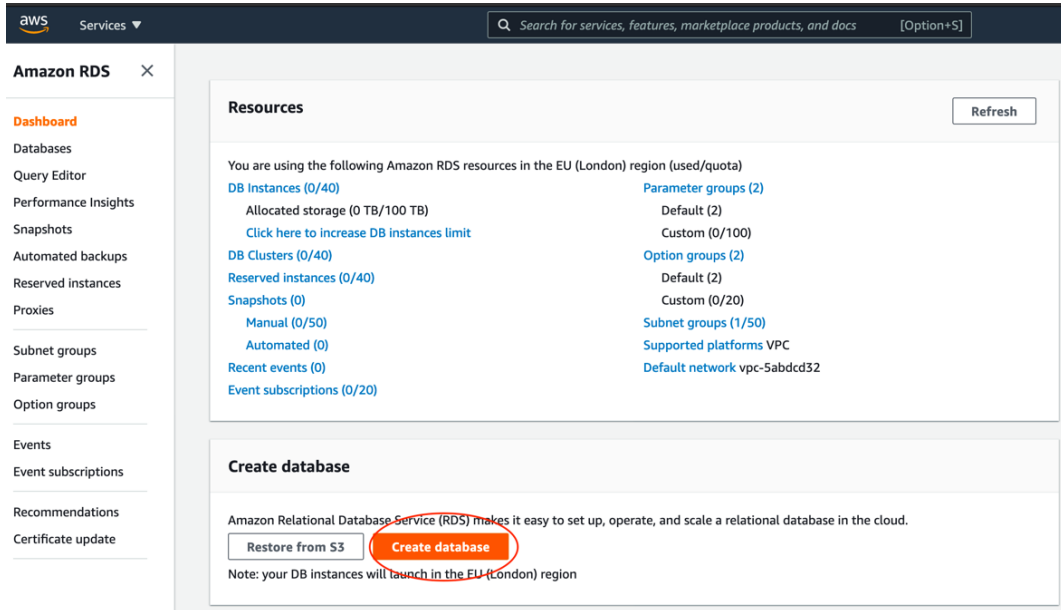 aws
Services ▼
Search for services, features, marketplace products, and docs [Option+S]
Amazon RDS
Dashboard
Databases
Query Editor
Performance Insights
Snapshots
Automated backups
Reserved instances
Proxies
Subnet groups
Parameter groups
Option groups
Events
Event subscriptions
Recommendations
Certificate update
Resources
Refresh
You are using the following Amazon RDS resources in the EU (London) region (used/quota)
DB Instances (0/40)
Allocated storage (0 TB/100 TB)
Click here to increase DB instances limit
DB Clusters (0/40)
Reserved instances (0/40)
Snapshots (0)
Manual (0/50)
Automated (0)
Recent events (0)
Event subscriptions (0/20)
Parameter groups (2)
Default (2)
Custom (0/100)
Option groups (2)
Default (2)
Custom (0/20)
Subnet groups (1/50)
Supported platforms VPC
Default network vpc-5abdcd32
Create database
Amazon Relational Database Service (RDS) makes it easy to set up, operate, and scale a relational database in the cloud.
Restore from S3
Create database
Note: your DB instances will launch in the EU (London) region